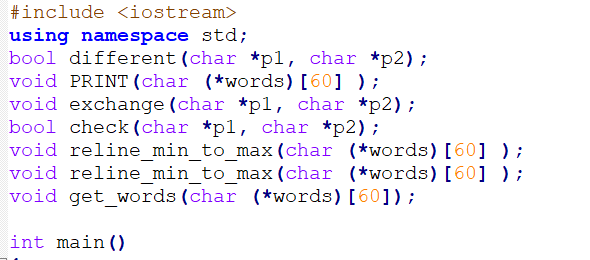 #include <iostream>
using namespace std;
bool different(char *p1, char *p2);
void PRINT(char (*words)[60] );
void exchange(char *p1, char *p2);
bool check(char *p1, char *p2);
void reline_min_to_max(char (*words)[60] );
void reline_min_to_max(char (*words)[60] );
void get_words(char (*words)[60]);
int main()